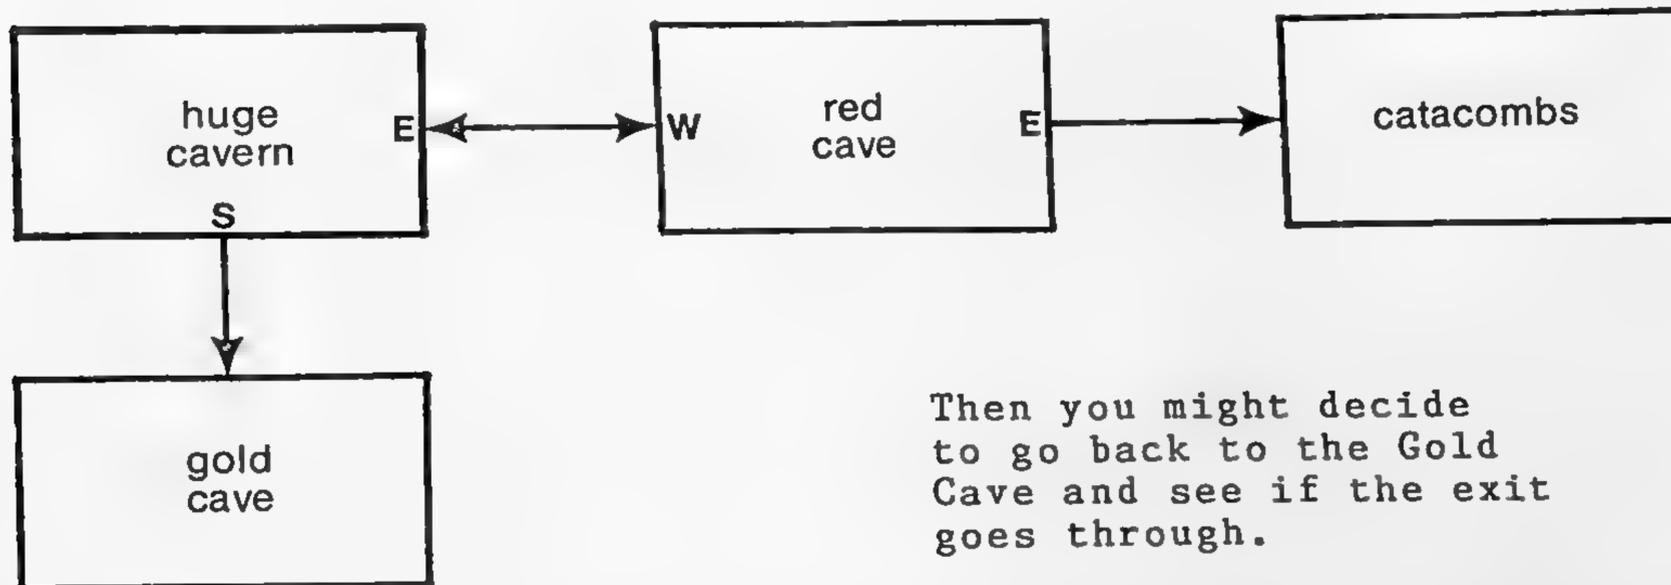 huge
cavern
E
S
W
red
cave
E
catacombs
gold
cave
Then you might decide
to go back to the Gold
Cave and see if the exit
goes through.